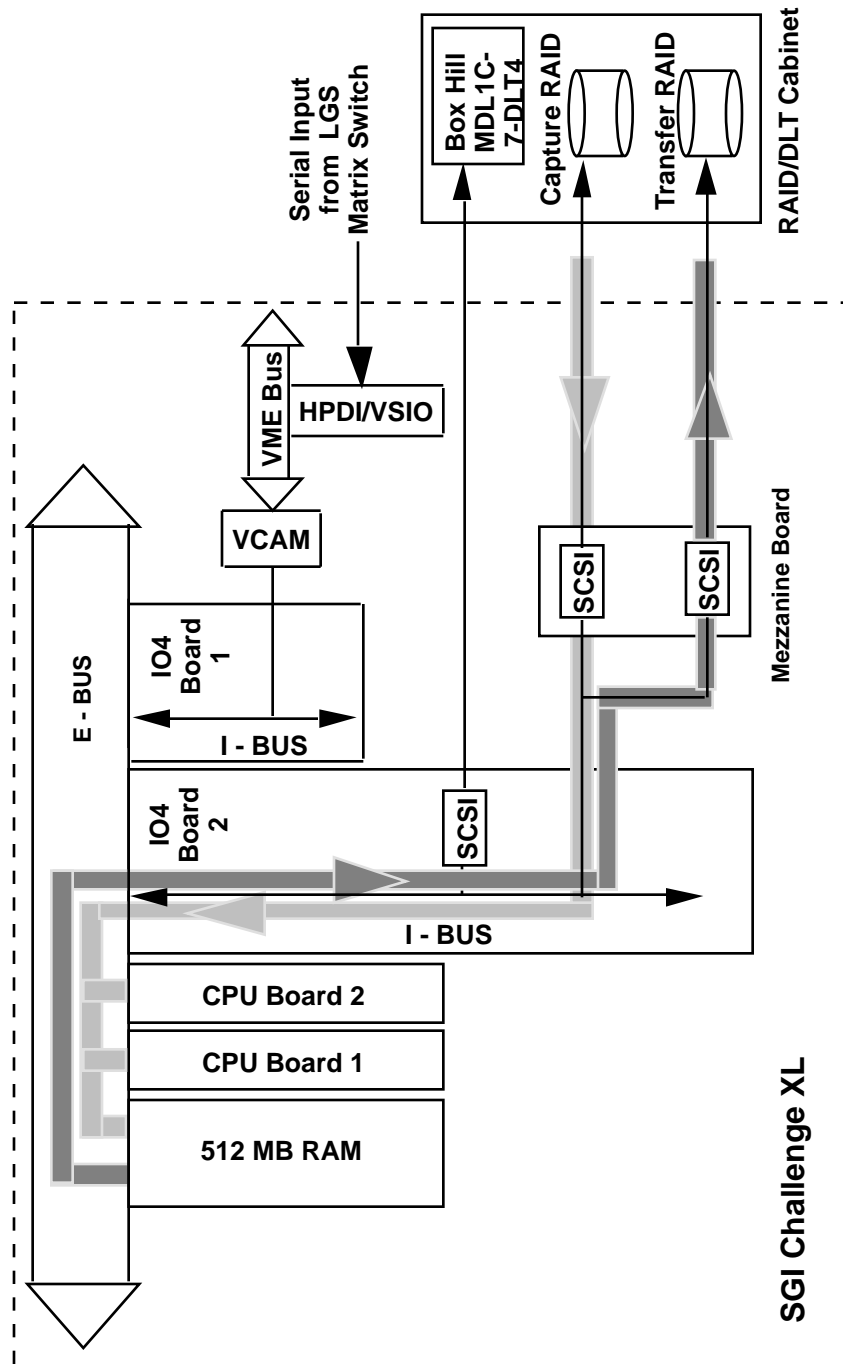 Serial Input
from LGS
Matrix Switch
Box Hill
MDL1C-
7-DLT4
Capture RAID
Transfer RAID
RAID/DLT Cabinet
VME Bus
HPDI/VSIO
VCAM
E - BUS
IO4
Board
1
I - BUS
IO4
Board
2
SCSI
I - BUS
SCSI
SCSI
Mezzanine Board
CPU Board 2
CPU Board 1
512 MB RAM
SGI Challenge XL